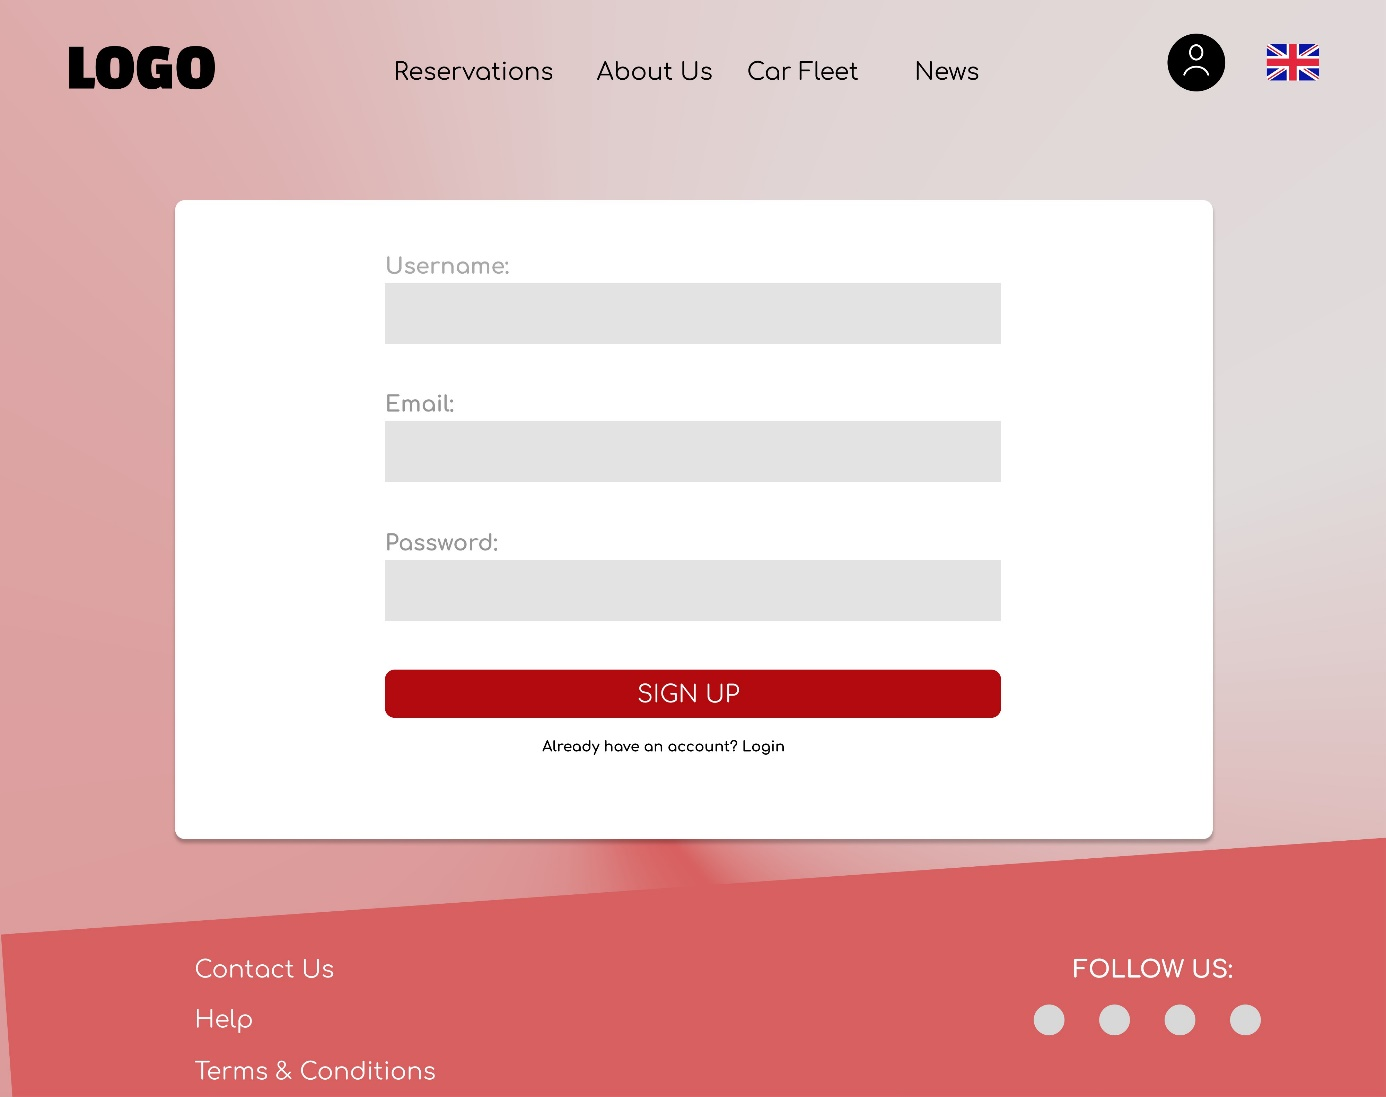 LOGO
Reservations
About Us
Car Fleet
News
Username:
Email:
Password:
SIGN UP
Already have an account? Login
Contact Us
FOLLOW US:
Help
Terms & Conditions